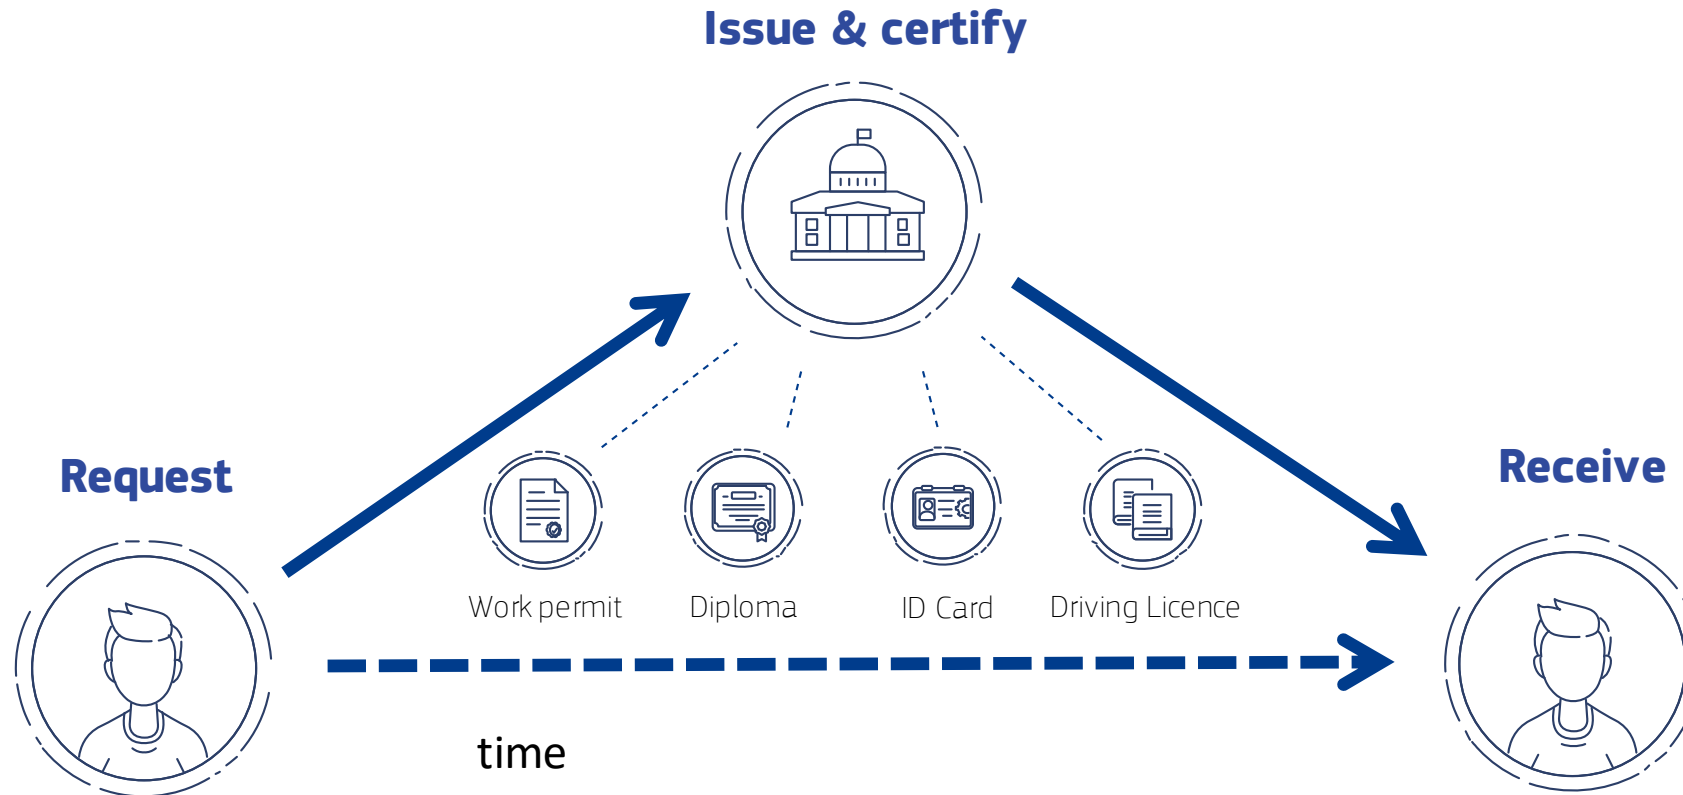 Issue & certify
Request
Receive
Work permit
Diploma
ID Card
Driving Licence
time